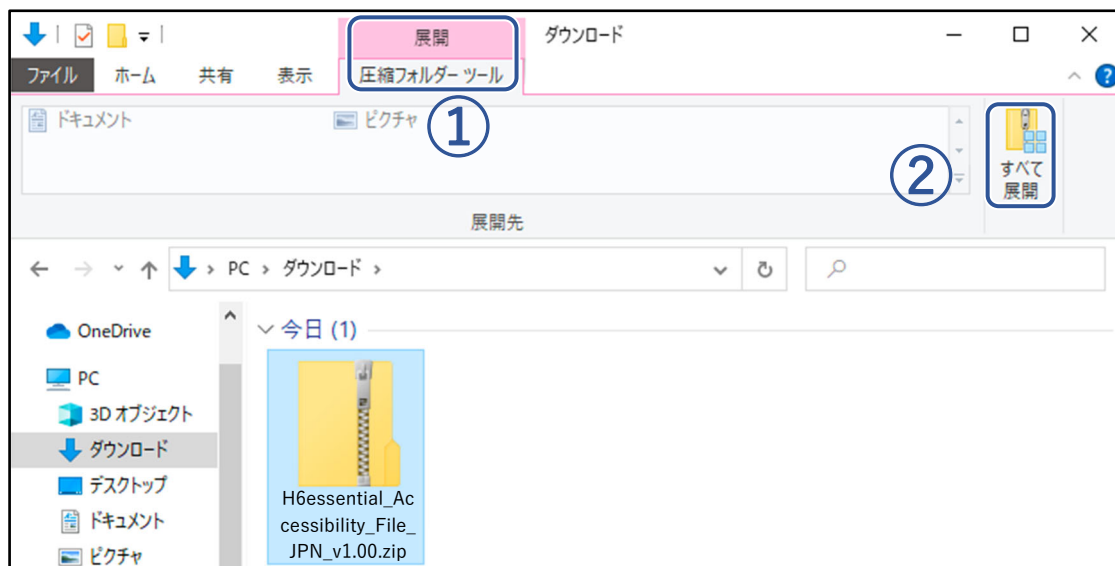 展開
ダウンロード
ファイル ホーム 共有 表示 圧縮フォルダー ツール
?
ドキュメント ピクチャ
①
②
すべて
展開
展開先
PC › ダウンロード ›
OneDrive
PC
3D オブジェクト
ダウンロード
デスクトップ
ドキュメント
ピクチャ
今日 (1)
H6essential_Ac
cessibility_File_
JPN_v1.00.zip